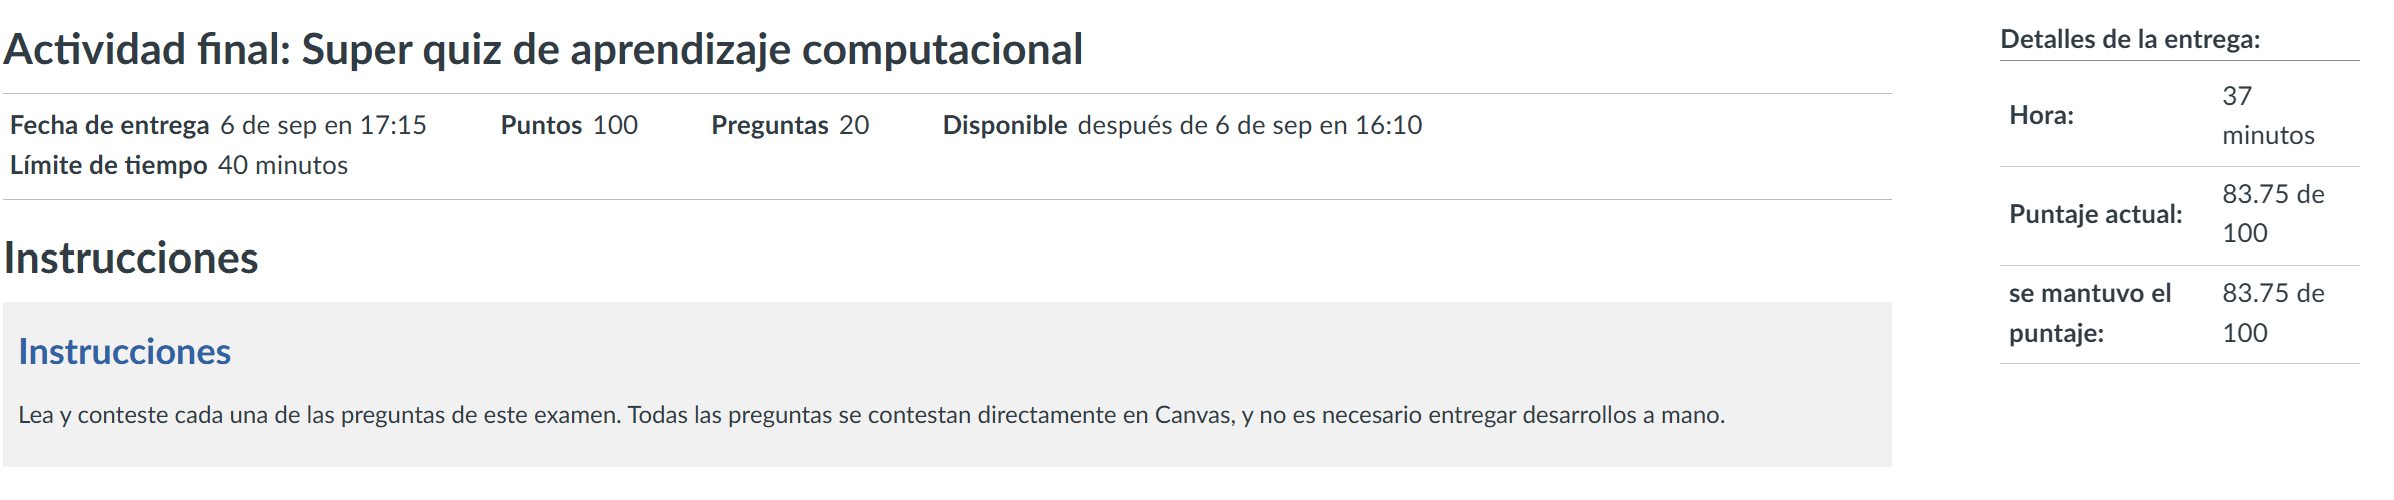 Actividad final: Super quiz de aprendizaje computacional
Fecha de entrega 6 de sep en 17:15 Puntos 100 Preguntas 20 Disponible después de 6 de sep en 16:10
Límite de tiempo 40 minutos
Instrucciones
Instrucciones
Lea y conteste cada una de las preguntas de este examen. Todas las preguntas se contestan directamente en Canvas, y no es necesario entregar desarrollos a mano.
Detalles de la entrega:
Hora: 37
minutos
Puntaje actual: 83.75 de
100
se mantuvo el 83.75 de
puntaje: 100